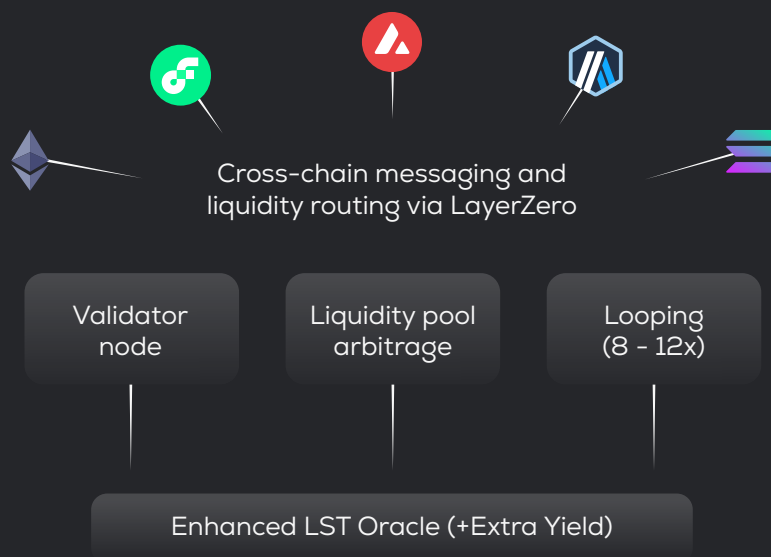 Cross-chain messaging and
liquidity routing via LayerZero
Validator
node
Liquidity pool
arbitrage
Looping
(8 - 12x)
Enhanced LST Oracle (+Extra Yield)